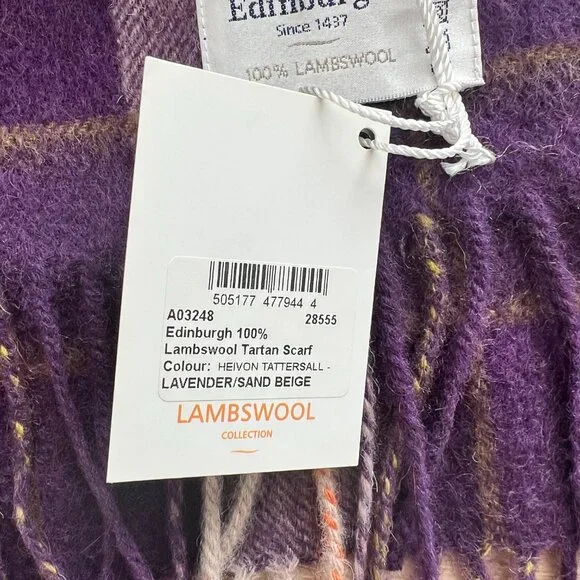 Edinburg
Since 1437
100% LAMBSWOOL
505177 477944 4
A03248 28555
Edinburgh 100%
Lambswool Tartan Scarf
Colour: HEIVON TATTERSALL -
LAVENDER/SAND BEIGE
LAMBSWOOL
COLLECTION